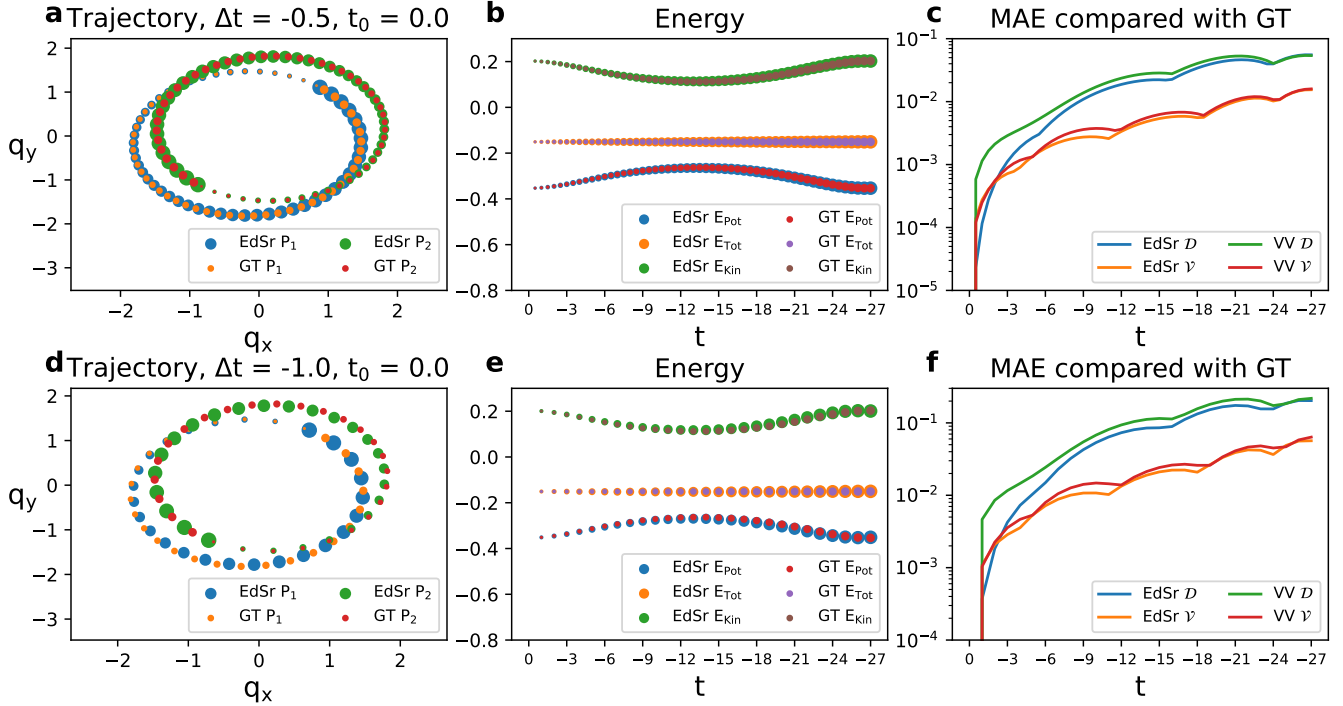 a Trajectory, Δt = -0.5, t₀ = 0.0
2
1
0
−1
−2
−3
q_y
−2 −1 0 1 2
q_x
EdSr P₁ EdSr P₂
GT P₁ GT P₂
b Energy
0.2
0.0
−0.2
−0.4
−0.6
−0.8
0 −3 −6 −9 −12 −15 −18 −21 −24 −27
t
EdSr E_Pot GT E_Pot
EdSr E_Tot GT E_Tot
EdSr E_Kin GT E_Kin
c MAE compared with GT
10⁻¹
10⁻²
10⁻³
10⁻⁴
10⁻⁵
0 −3 −6 −9 −12 −15 −18 −21 −24 −27
t
EdSr 𝒟 VV 𝒟
EdSr 𝒱 VV 𝒱
d Trajectory, Δt = -1.0, t₀ = 0.0
2
1
0
−1
−2
−3
q_y
−2 −1 0 1 2
q_x
EdSr P₁ EdSr P₂
GT P₁ GT P₂
e Energy
0.2
0.0
−0.2
−0.4
−0.6
−0.8
0 −3 −6 −9 −12 −15 −18 −21 −24 −27
t
EdSr E_Pot GT E_Pot
EdSr E_Tot GT E_Tot
EdSr E_Kin GT E_Kin
f MAE compared with GT
10⁻¹
10⁻²
10⁻³
10⁻⁴
0 −3 −6 −9 −12 −15 −18 −21 −24 −27
t
EdSr 𝒟 VV 𝒟
EdSr 𝒱 VV 𝒱